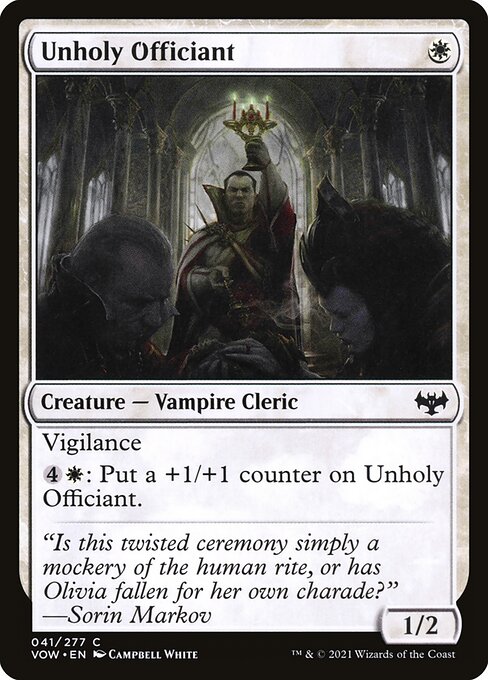 Unholy Officiant
Creature — Vampire Cleric
Vigilance
4: Put a +1/+1 counter on Unholy
Officiant.
“Is this twisted ceremony simply a
mockery of the human rite, or has
Olivia fallen for her own charade?”
—Sorin Markov
1/2
041/277 C
VOW • EN Campbell White
™ & © 2021 Wizards of the Coast